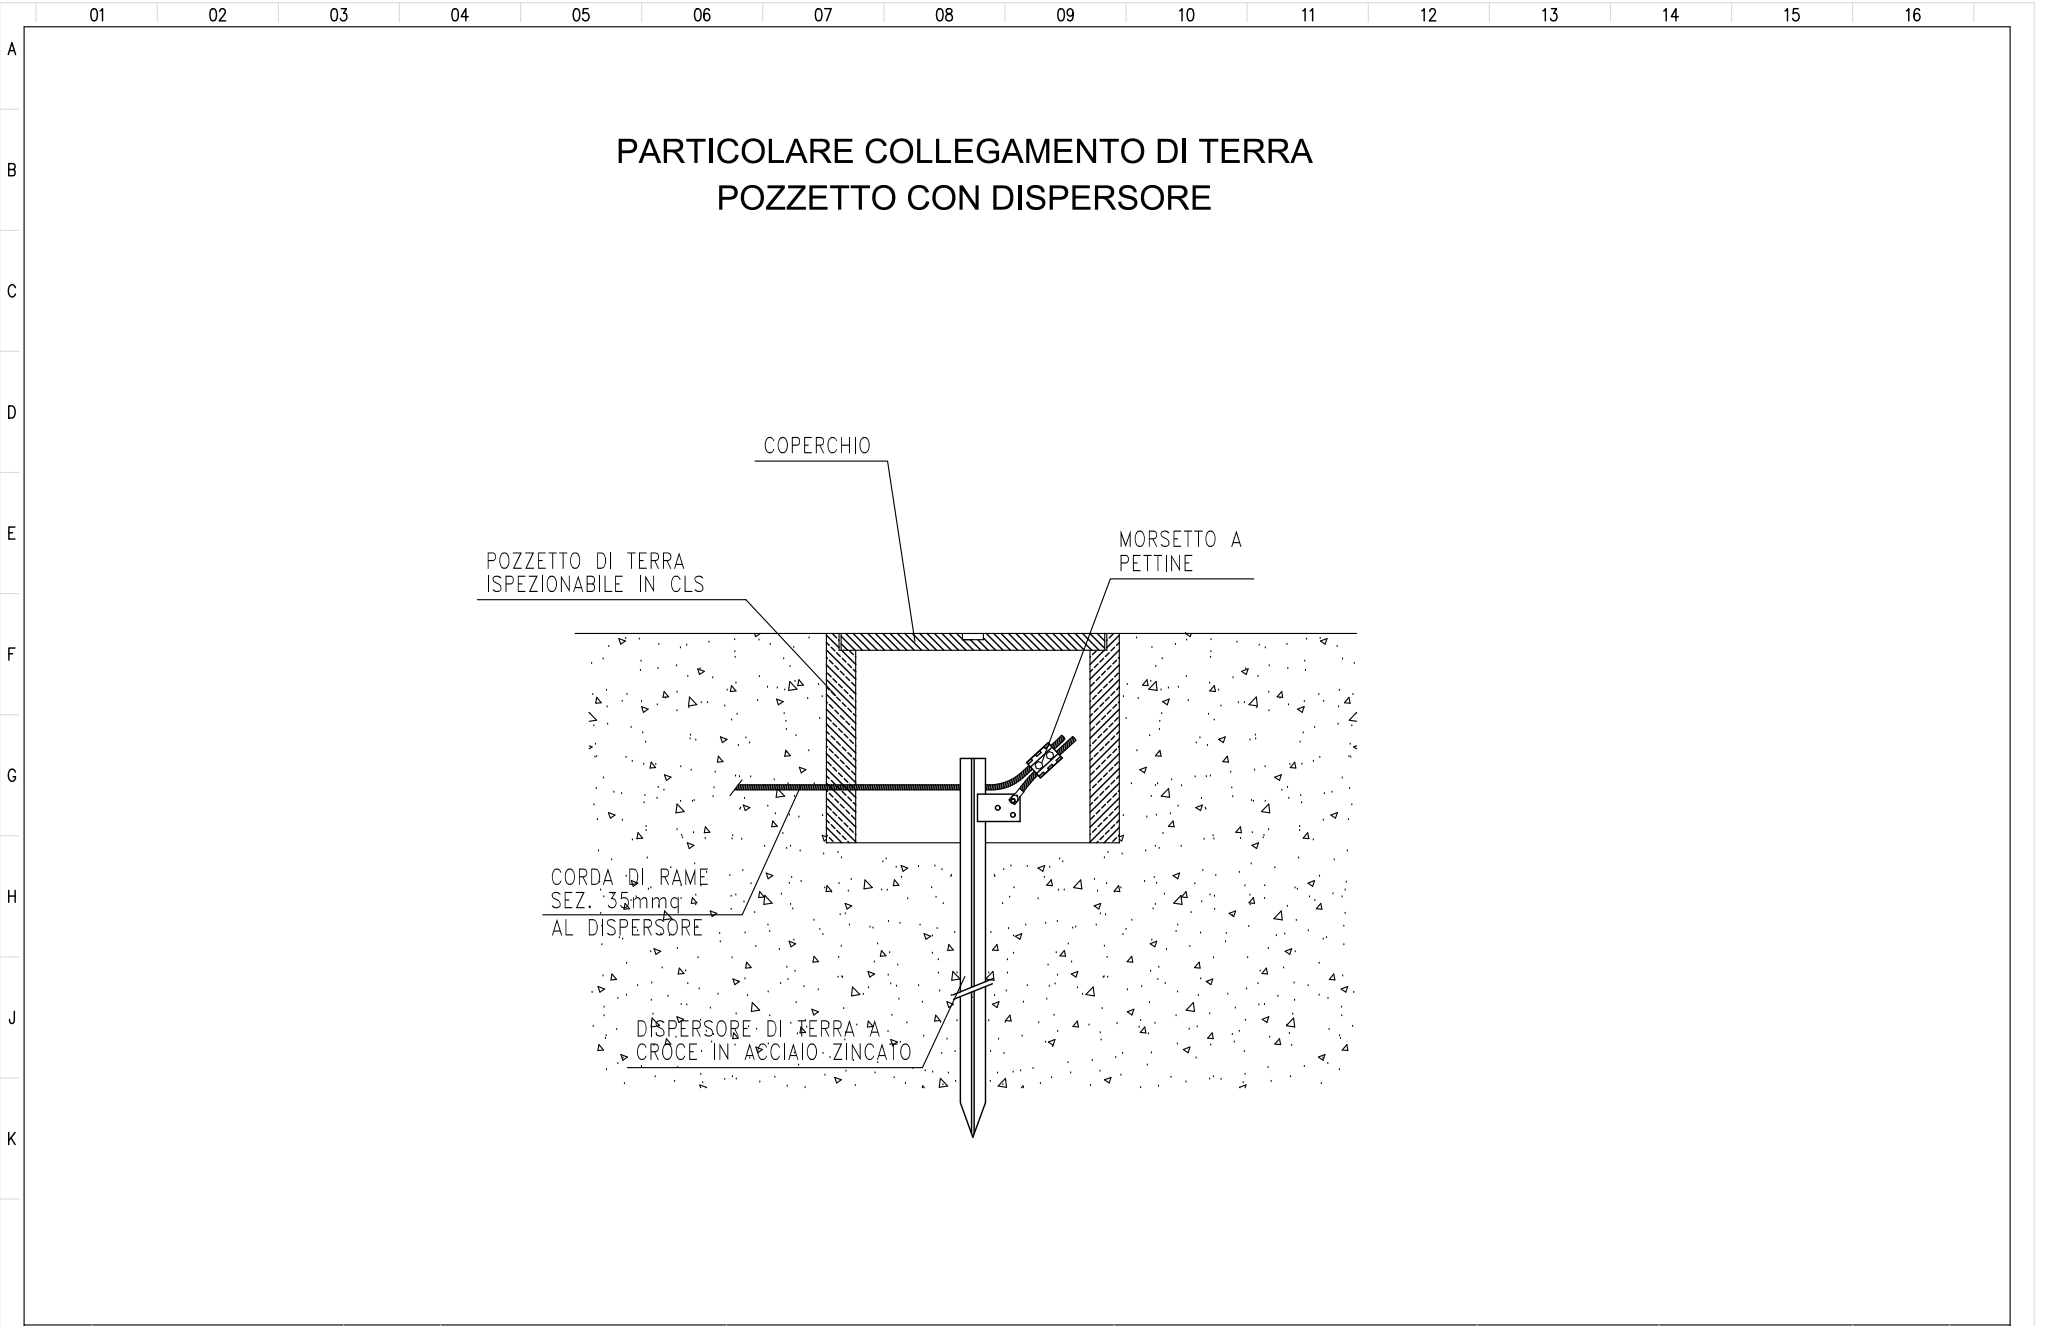 01 02 03 04 05 06 07 08 09 10 11 12 13 14 15 16
A
B
C
D
E
F
G
H
J
K
PARTICOLARE COLLEGAMENTO DI TERRA
POZZETTO CON DISPERSORE
COPERCHIO
MORSETTO A
PETTINE
POZZETTO DI TERRA
ISPEZIONABILE IN CLS
CORDA DI RAME
SEZ. 35mmq
AL DISPERSORE
DISPERSORE DI TERRA A
CROCE IN ACCIAIO ZINCATO